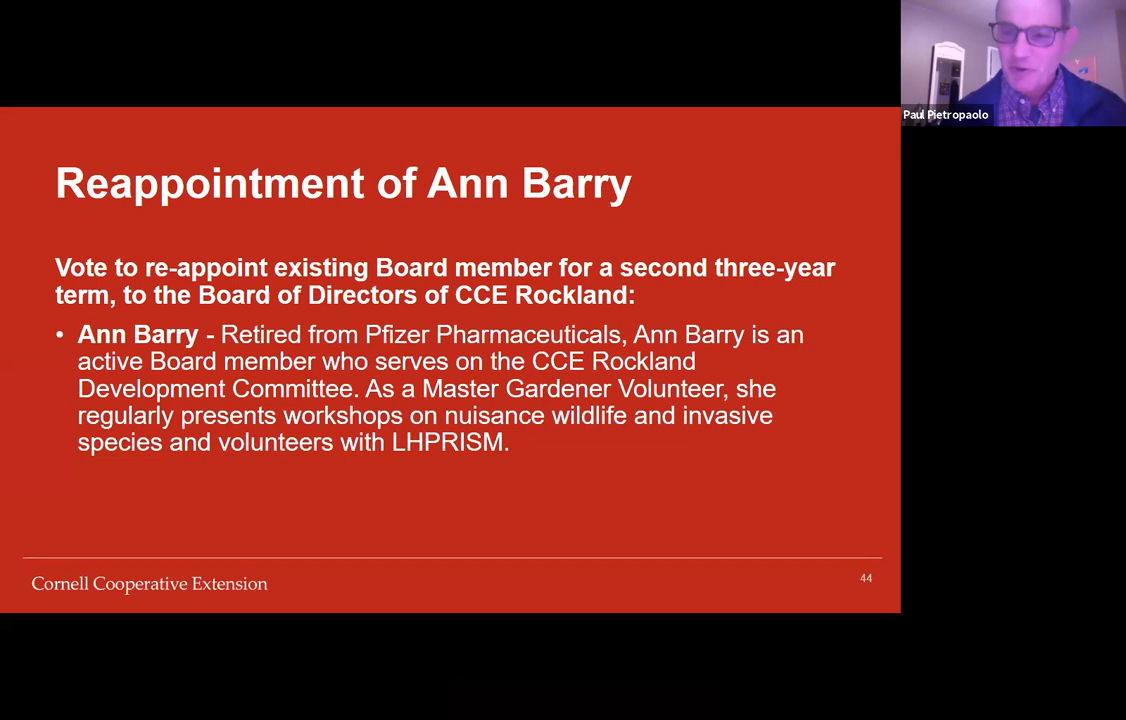 Paul Pietropaolo
Reappointment of Ann Barry
Vote to re-appoint existing Board member for a second three-year
term, to the Board of Directors of CCE Rockland:
• Ann Barry - Retired from Pfizer Pharmaceuticals, Ann Barry is an
active Board member who serves on the CCE Rockland
Development Committee. As a Master Gardener Volunteer, she
regularly presents workshops on nuisance wildlife and invasive
species and volunteers with LHPRISM.
Cornell Cooperative Extension
44